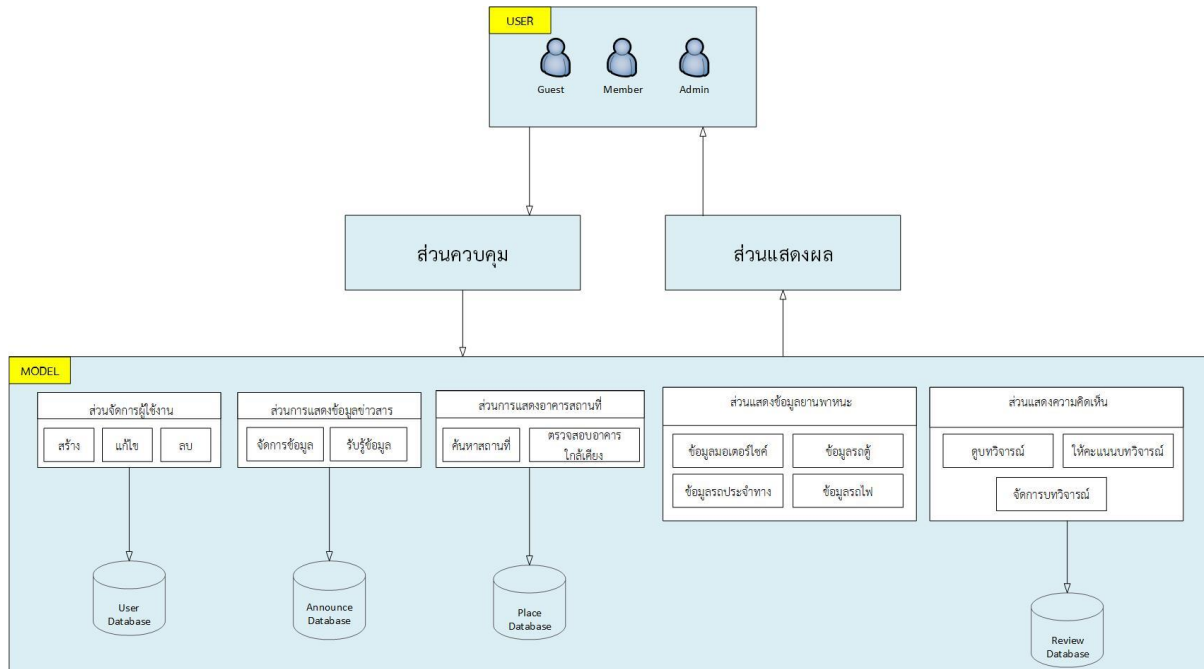 USER
Guest
Member
Admin
ส่วนควบคุม
ส่วนแสดงผล
MODEL
ส่วนจัดการผู้ใช้งาน
สร้าง
แก้ไข
ลบ
ส่วนการแสดงข้อมูลข่าวสาร
จัดการข้อมูล
รับรู้ข้อมูล
ส่วนการแสดงอาคารสถานที่
ค้นหาสถานที่
ตรวจสอบอาคาร
ใกล้เคียง
ส่วนแสดงข้อมูลยานพาหนะ
ข้อมูลมอเตอร์ไซค์
ข้อมูลรถตู้
ข้อมูลรถประจำทาง
ข้อมูลรถไฟ
ส่วนแสดงความคิดเห็น
ดูบทวิจารณ์
ให้คะแนนบทวิจารณ์
จัดการบทวิจารณ์
User
Database
Announce
Database
Place
Database
Review
Database